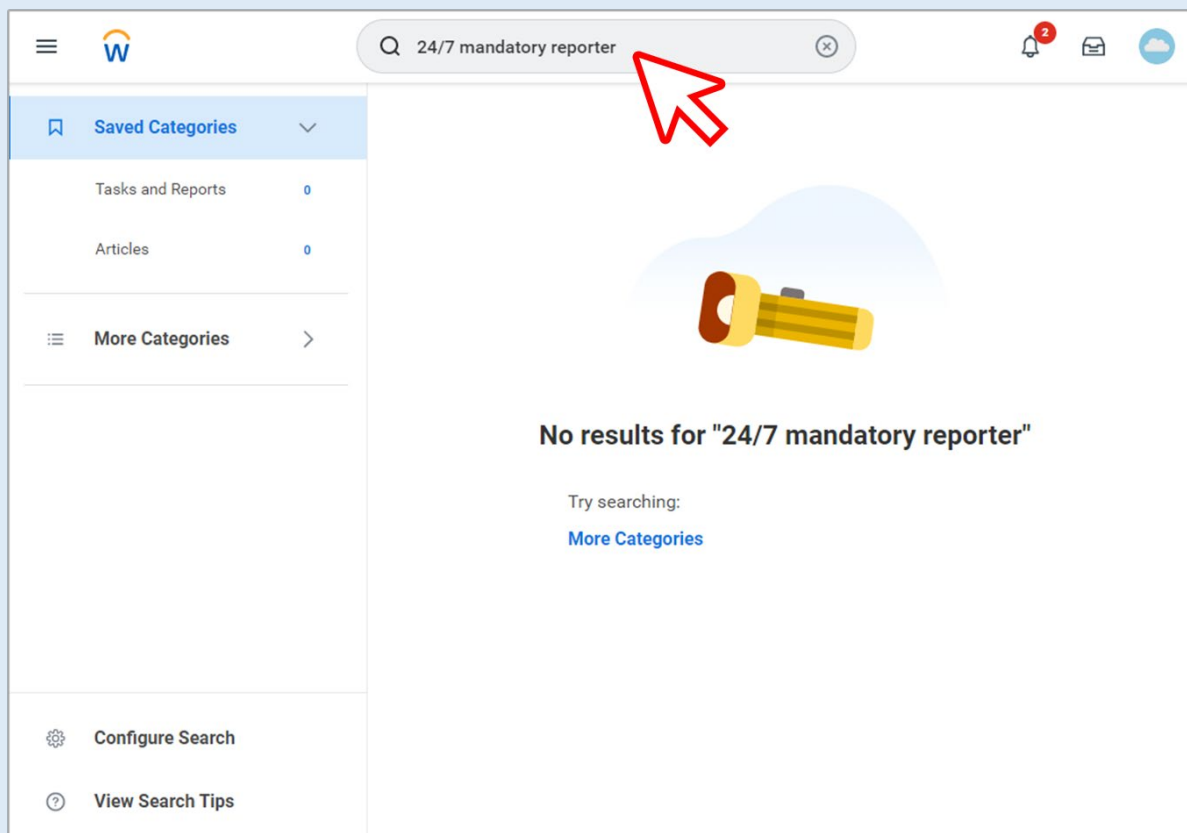 W
24/7 mandatory reporter
2
Saved Categories
Tasks and Reports 0
Articles 0
More Categories
No results for "24/7 mandatory reporter"
Try searching:
More Categories
Configure Search
View Search Tips